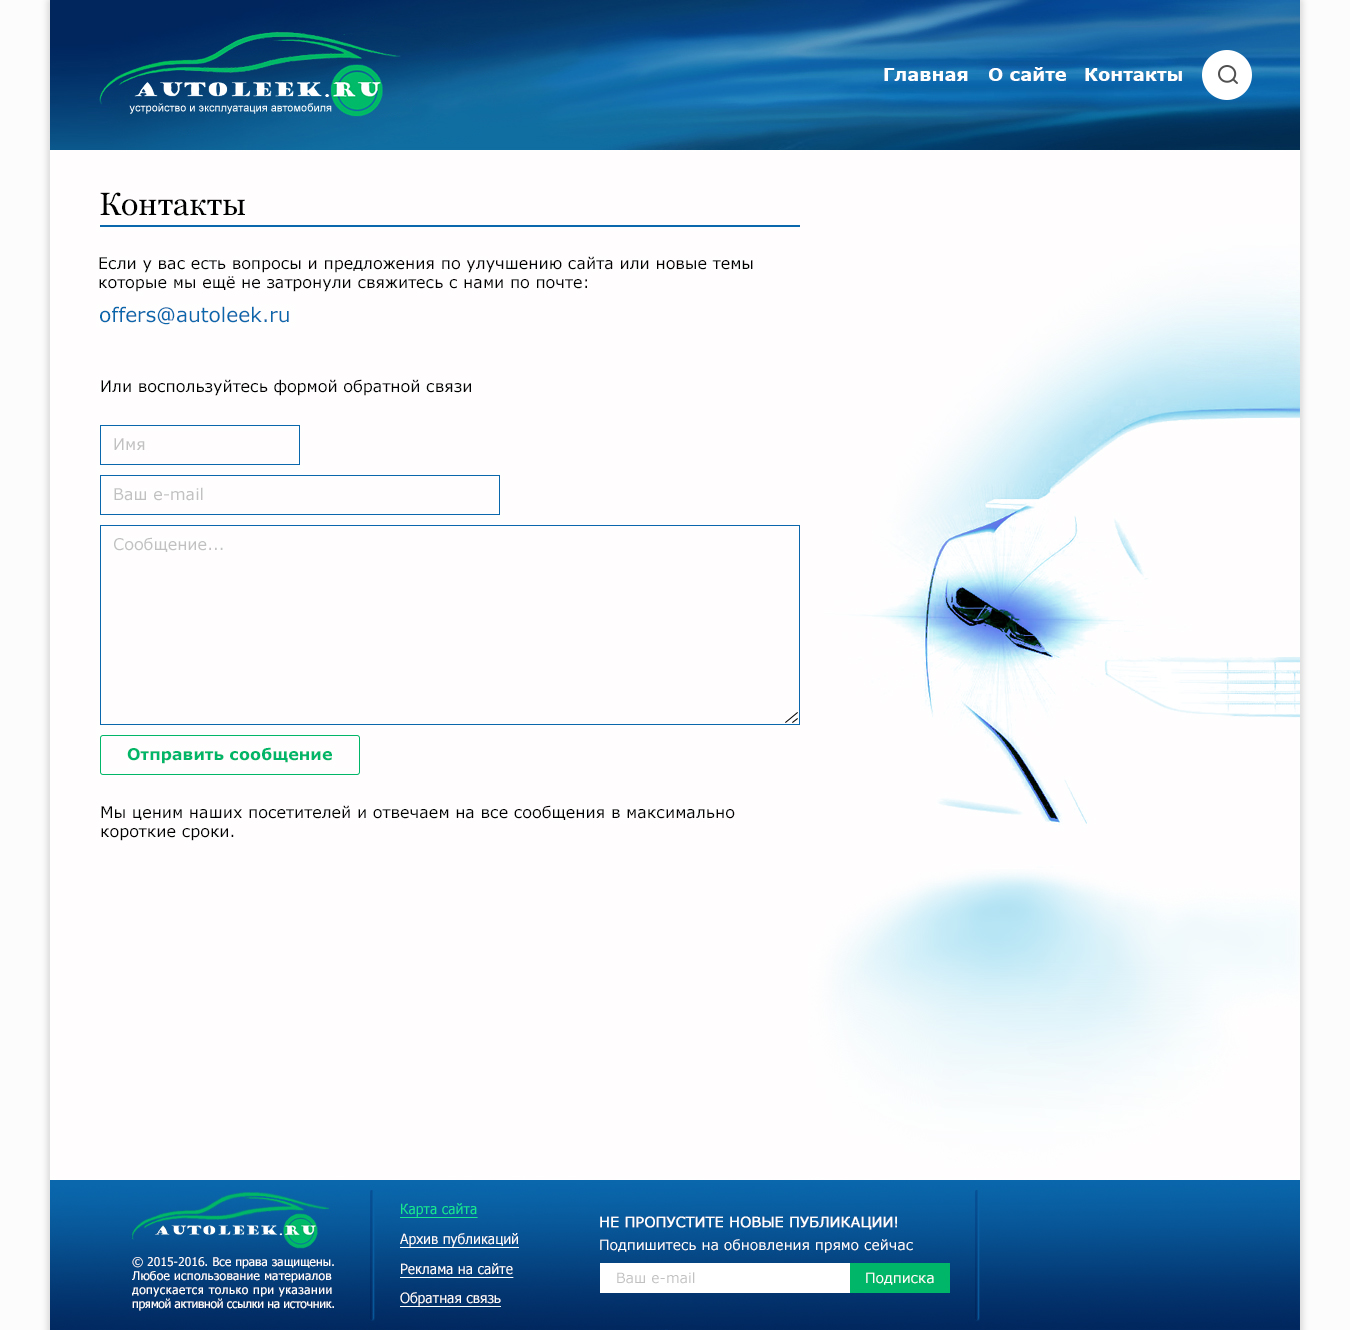 AUTOLEEK.RU
устройство и эксплуатация автомобиля
Главная О сайте Контакты
Контакты
Если у вас есть вопросы и предложения по улучшению сайта или новые темы
которые мы ещё не затронули свяжитесь с нами по почте:
offers@autoleek.ru
Или воспользуйтесь формой обратной связи
Имя
Ваш e-mail
Сообщение...
Отправить сообщение
Мы ценим наших посетителей и отвечаем на все сообщения в максимально
короткие сроки.
AUTOLEEK.RU
© 2015-2016. Все права защищены.
Любое использование материалов
допускается только при указании
прямой активной ссылки на источник.
Карта сайта
Архив публикаций
Реклама на сайте
Обратная связь
НЕ ПРОПУСТИТЕ НОВЫЕ ПУБЛИКАЦИИ!
Подпишитесь на обновления прямо сейчас
Ваш e-mail
Подписка